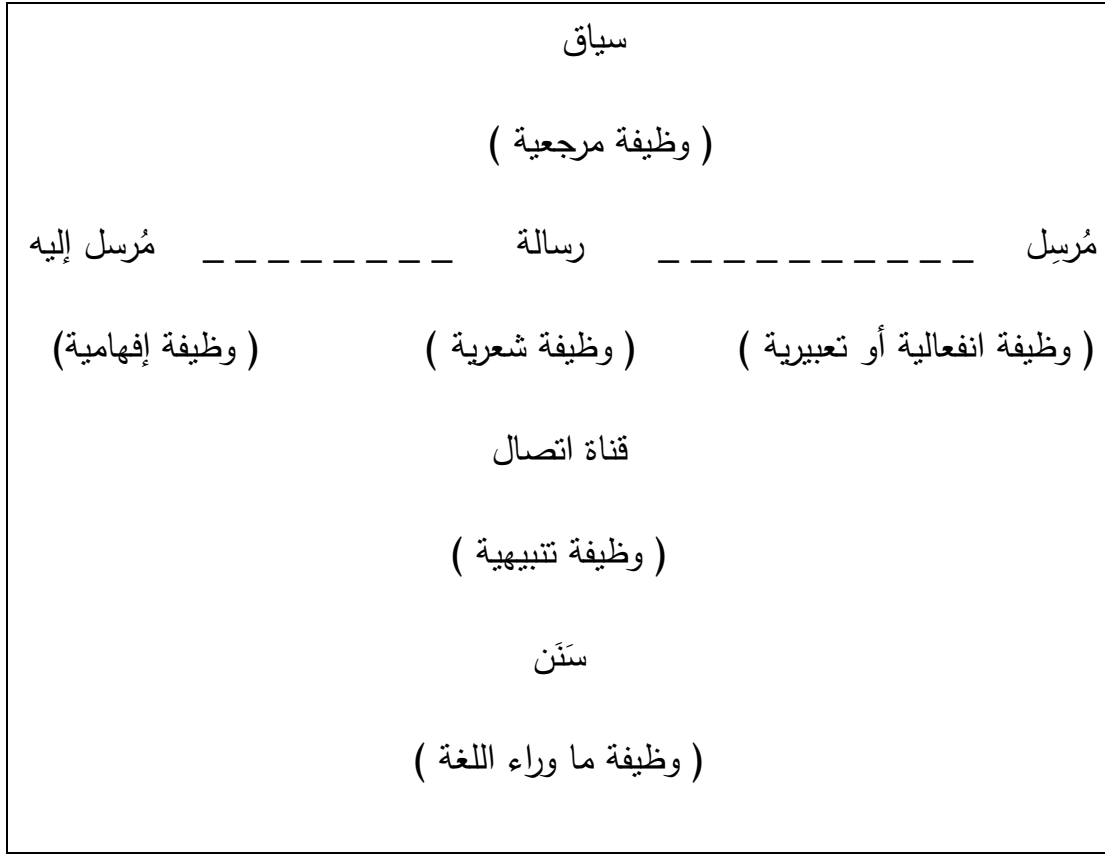 سياق
( وظيفة مرجعية )
مُرسِل _ _ _ _ _ _ _ _ _ _ رسالة _ _ _ _ _ _ _ _ مُرسل إليه
( وظيفة انفعالية أو تعبيرية ) ( وظيفة شعرية ) ( وظيفة إفهامية)
قناة اتصال
( وظيفة تنبيهية )
سَنَن
( وظيفة ما وراء اللغة )